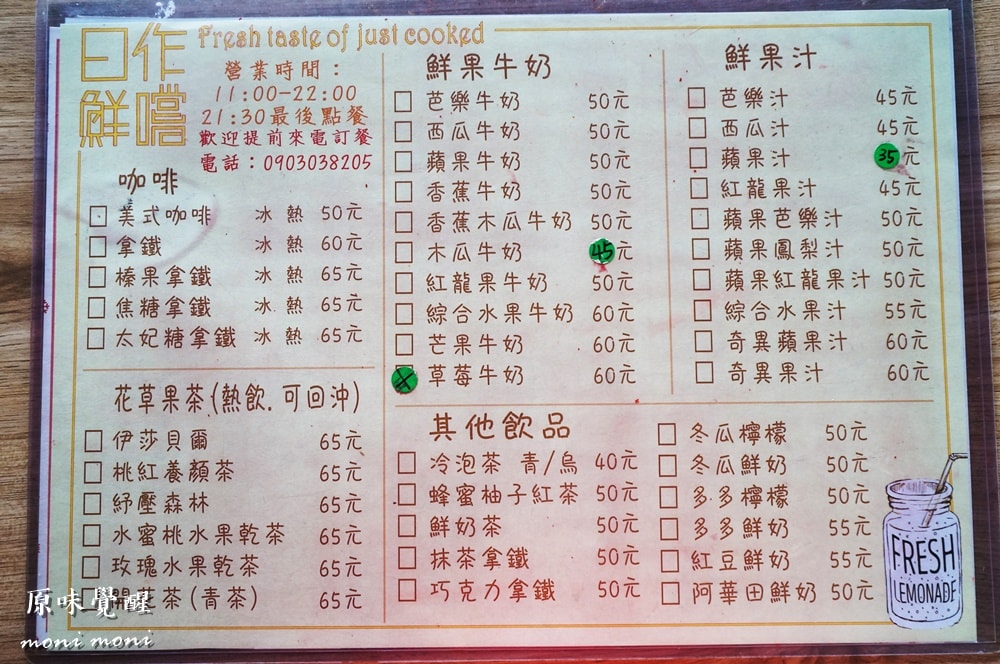 日作
鮮嚐
Fresh taste of just cooked
營業時間：
11:00-22:00
21:30最後點餐
歡迎提前來電訂餐
電話：0903038205
咖啡
美式咖啡 冰 熱 50元
拿鐵 冰 熱 60元
榛果拿鐵 冰 熱 65元
焦糖拿鐵 冰 熱 65元
太妃糖拿鐵 冰 熱 65元
花草果茶(熱飲.可回沖)
伊莎貝爾 65元
桃紅養顏茶 65元
紓壓森林 65元
水蜜桃水果乾茶 65元
玫瑰水果乾茶 65元
茶(青茶) 65元
鮮果牛奶
芭樂牛奶 50元
西瓜牛奶 50元
蘋果牛奶 50元
香蕉牛奶 50元
香蕉木瓜牛奶 50元
木瓜牛奶 45元
紅龍果牛奶 50元
綜合水果牛奶 60元
芒果牛奶 60元
X 草莓牛奶 60元
鮮果汁
芭樂汁 45元
西瓜汁 45元
蘋果汁 35元
紅龍果汁 45元
蘋果芭樂汁 50元
蘋果鳳梨汁 50元
蘋果紅龍果汁 50元
綜合水果汁 55元
奇異蘋果汁 60元
奇異果汁 60元
其他飲品
冷泡茶 青/烏 40元
蜂蜜柚子紅茶 50元
鮮奶茶 50元
抹茶拿鐵 50元
巧克力拿鐵 50元
冬瓜檸檬 50元
冬瓜鮮奶 50元
多多檸檬 50元
多多鮮奶 55元
紅豆鮮奶 55元
阿華田鮮奶 50元
FRESH
LEMONADE
原味覺醒
moni moni